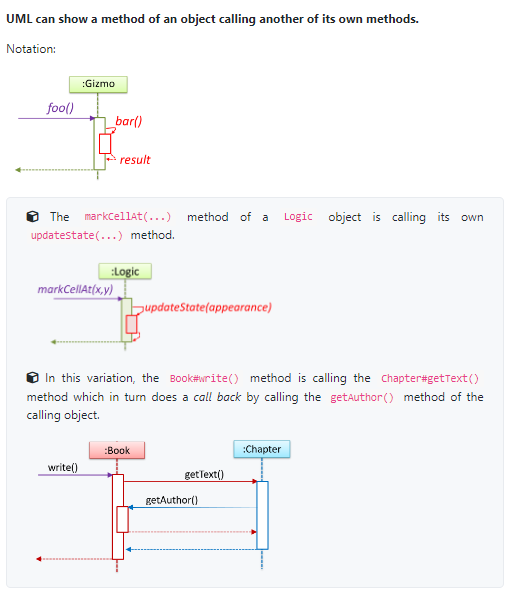 UML can show a method of an object calling another of its own methods.
Notation:
:Gizmo
foo()
bar()
result
The markCellAt(...) method of a Logic object is calling its own
updateState(...) method.
:Logic
markCellAt(x,y)
updateState(appearance)
In this variation, the Book#write() method is calling the Chapter#getText()
method which in turn does a call back by calling the getAuthor() method of the
calling object.
:Book
:Chapter
write()
getText()
getAuthor()